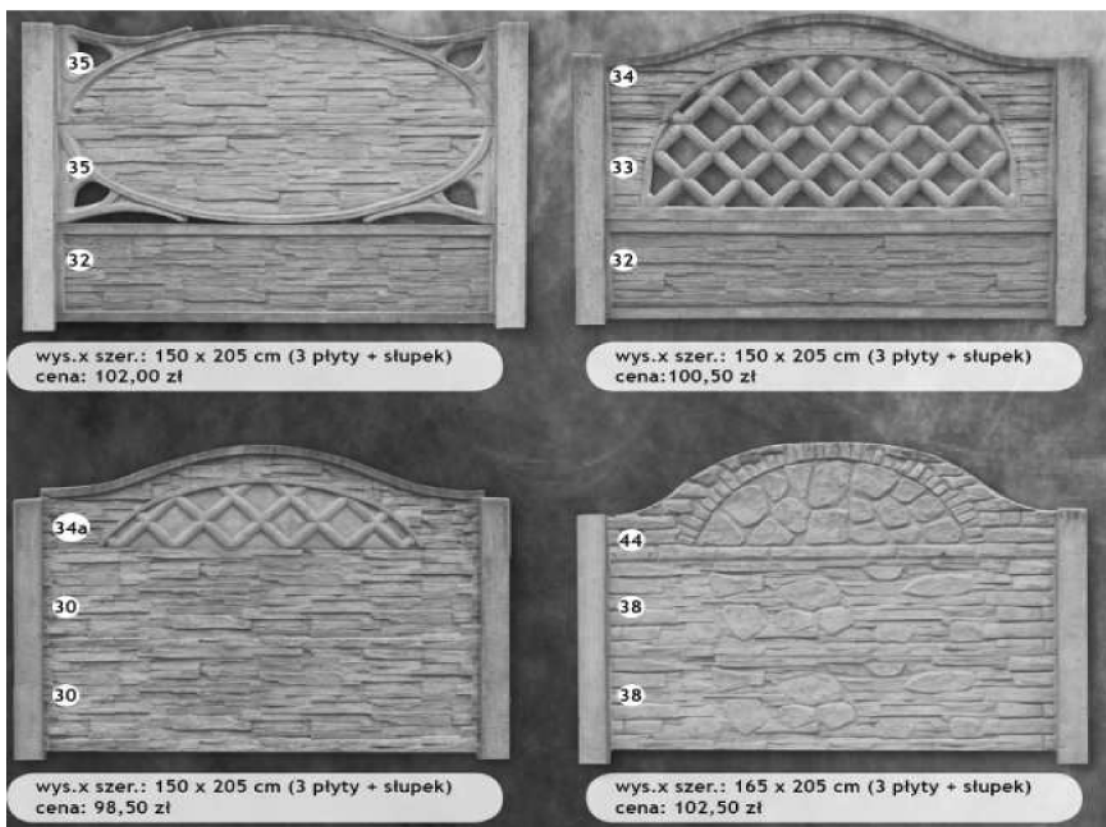 35
35
32
wys.x szer.: 150 x 205 cm (3 płyty + słupek)
cena: 102,00 zł
34
33
32
wys.x szer.: 150 x 205 cm (3 płyty + słupek)
cena:100,50 zł
34a
30
30
wys.x szer.: 150 x 205 cm (3 płyty + słupek)
cena: 98,50 zł
44
38
38
wys.x szer.: 165 x 205 cm (3 płyty + słupek)
cena: 102,50 zł